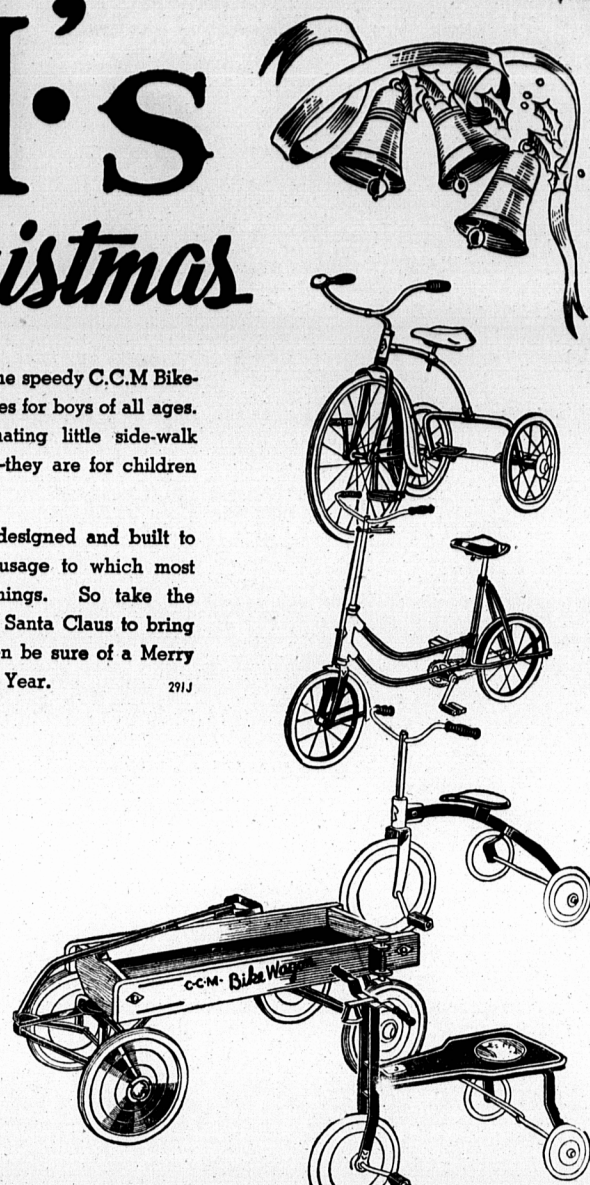 's
istmas
he speedy C.C.M Bike-
es for boys of all ages.
nating little side-walk
—they are for children
designed and built to
usage to which most
hings. So take the
Santa Claus to bring
n be sure of a Merry
Year. 291J
C·C·M· Bike Wagon